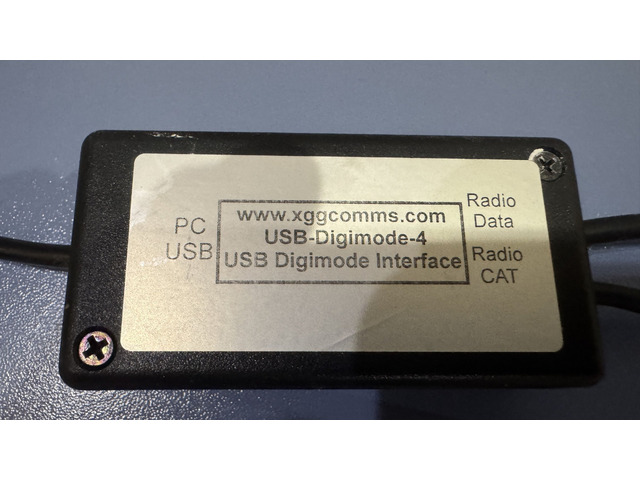 PC
USB
www.xggcomms.com
USB-Digimode-4
USB Digimode Interface
Radio
Data
Radio
CAT